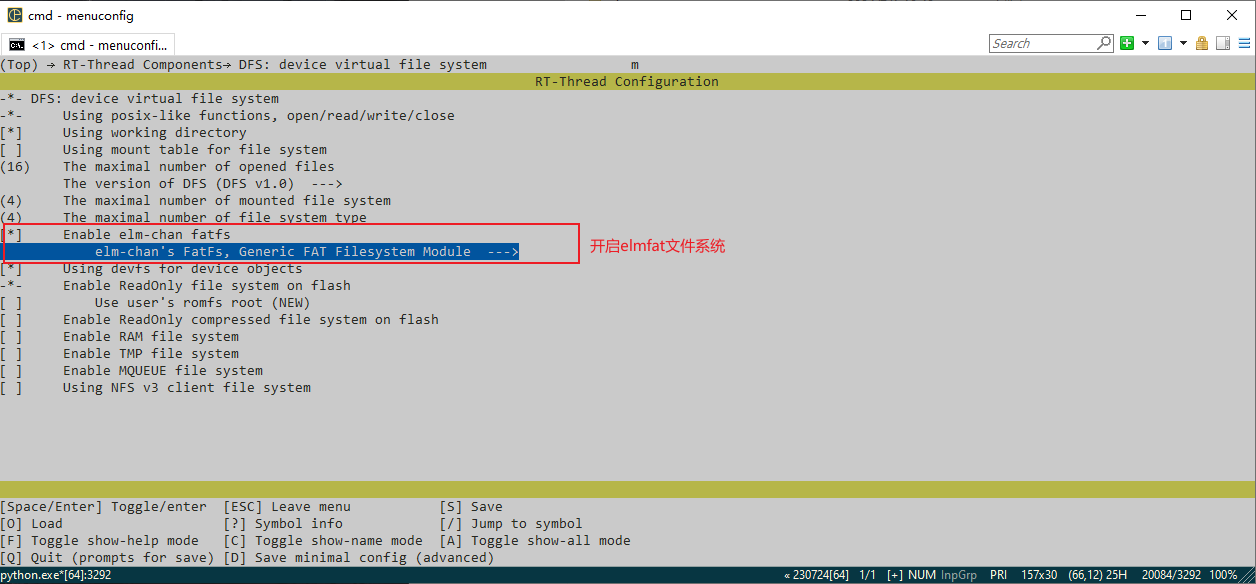 cmd - menuconfig
<1> cmd - menuconfi...
Search
(Top) → RT-Thread Components→ DFS: device virtual file system m
RT-Thread Configuration
-*- DFS: device virtual file system
-*- Using posix-like functions, open/read/write/close
[*] Using working directory
[ ] Using mount table for file system
(16) The maximal number of opened files
The version of DFS (DFS v1.0) --->
(4) The maximal number of mounted file system
(4) The maximal number of file system type
[*] Enable elm-chan fatfs
elm-chan's FatFs, Generic FAT Filesystem Module --->
开启elmfat文件系统
[*] Using devfs for device objects
-*- Enable ReadOnly file system on flash
[ ] Use user's romfs root (NEW)
[ ] Enable ReadOnly compressed file system on flash
[ ] Enable RAM file system
[ ] Enable TMP file system
[ ] Enable MQUEUE file system
[ ] Using NFS v3 client file system
[Space/Enter] Toggle/enter [ESC] Leave menu [S] Save
[O] Load [?] Symbol info [/] Jump to symbol
[F] Toggle show-help mode [C] Toggle show-name mode [A] Toggle show-all mode
[Q] Quit (prompts for save) [D] Save minimal config (advanced)
python.exe*[64]:3292 « 230724[64] 1/1 [+] NUM InpGrp PRI 157x30 (66,12) 25H 20084/3292 100%